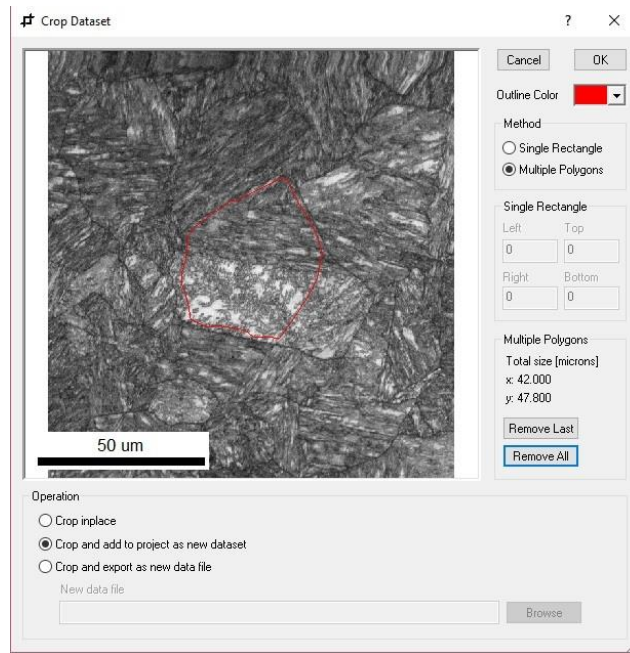 Crop Dataset
?
Cancel
OK
Outline Color
Method
Single Rectangle
Multiple Polygons
Single Rectangle
Left Top
0 0
Right Bottom
0 0
Multiple Polygons
Total size [microns]
x: 42.000
y: 47.800
Remove Last
Remove All
50 um
Operation
Crop inplace
Crop and add to project as new dataset
Crop and export as new data file
New data file
Browse